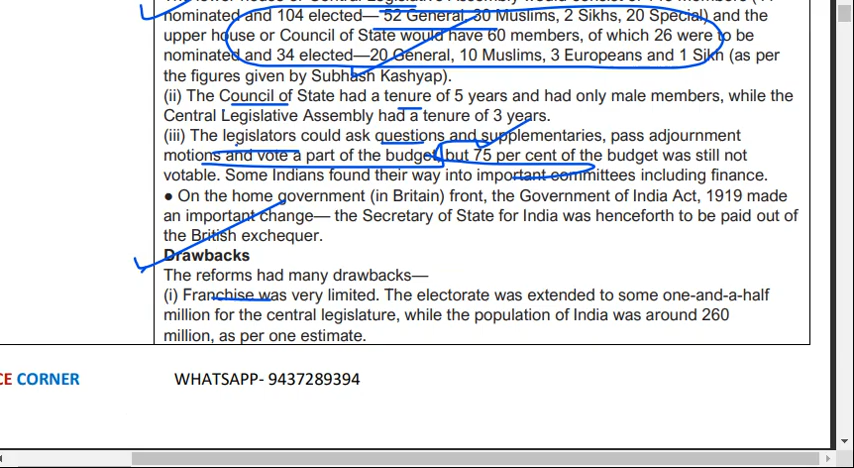 nominated and 104 elected— 52 General, 30 Muslims, 2 Sikhs, 20 Special) and the
upper house or Council of State would have 60 members, of which 26 were to be
nominated and 34 elected—20 General, 10 Muslims, 3 Europeans and 1 Sikh (as per
the figures given by Subhash Kashyap).
(ii) The Council of State had a tenure of 5 years and had only male members, while the
Central Legislative Assembly had a tenure of 3 years.
(iii) The legislators could ask questions and supplementaries, pass adjournment
motions and vote a part of the budget, but 75 per cent of the budget was still not
votable. Some Indians found their way into important committees including finance.
● On the home government (in Britain) front, the Government of India Act, 1919 made
an important change— the Secretary of State for India was henceforth to be paid out of
the British exchequer.
Drawbacks
The reforms had many drawbacks—
(i) Franchise was very limited. The electorate was extended to some one-and-a-half
million for the central legislature, while the population of India was around 260
million, as per one estimate.
CE CORNER WHATSAPP- 9437289394